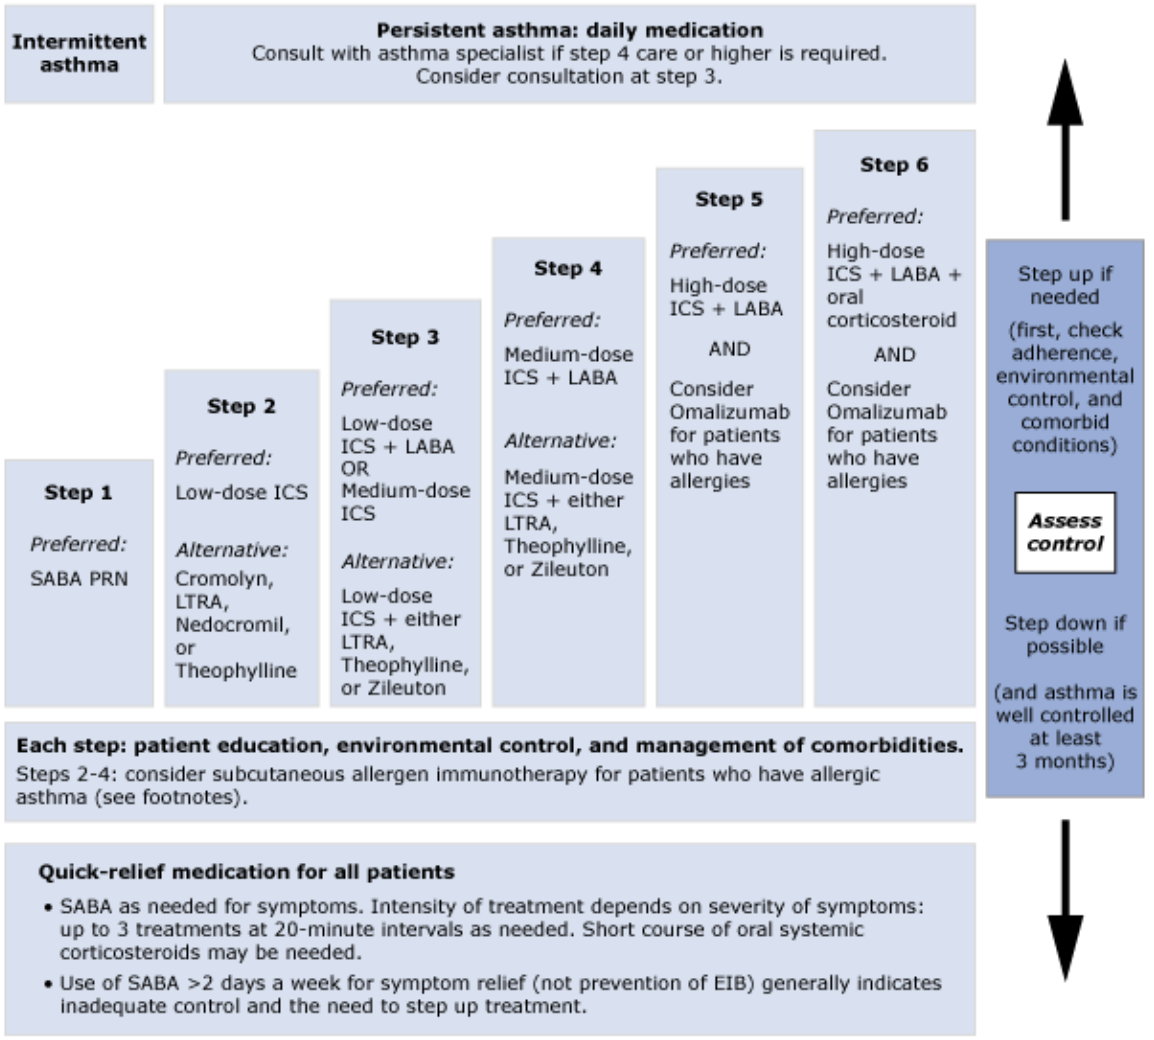 Intermittent
asthma
Persistent asthma: daily medication
Consult with asthma specialist if step 4 care or higher is required.
Consider consultation at step 3.
Step 1
Preferred:
SABA PRN
Step 2
Preferred:
Low-dose ICS
Alternative:
Cromolyn,
LTRA,
Nedocromil,
or
Theophylline
Step 3
Preferred:
Low-dose
ICS + LABA
OR
Medium-dose
ICS
Alternative:
Low-dose
ICS + either
LTRA,
Theophylline,
or Zileuton
Step 4
Preferred:
Medium-dose
ICS + LABA
Alternative:
Medium-dose
ICS + either
LTRA,
Theophylline,
or Zileuton
Step 5
Preferred:
High-dose
ICS + LABA
AND
Consider
Omalizumab
for patients
who have
allergies
Step 6
Preferred:
High-dose
ICS + LABA +
oral
corticosteroid
AND
Consider
Omalizumab
for patients
who have
allergies
Step up if
needed
(first, check
adherence,
environmental
control, and
comorbid
conditions)
Assess
control
Step down if
possible
(and asthma is
well controlled
at least
3 months)
Each step: patient education, environmental control, and management of comorbidities.
Steps 2-4: consider subcutaneous allergen immunotherapy for patients who have allergic
asthma (see footnotes).
Quick-relief medication for all patients
• SABA as needed for symptoms. Intensity of treatment depends on severity of symptoms:
up to 3 treatments at 20-minute intervals as needed. Short course of oral systemic
corticosteroids may be needed.
• Use of SABA >2 days a week for symptom relief (not prevention of EIB) generally indicates
inadequate control and the need to step up treatment.